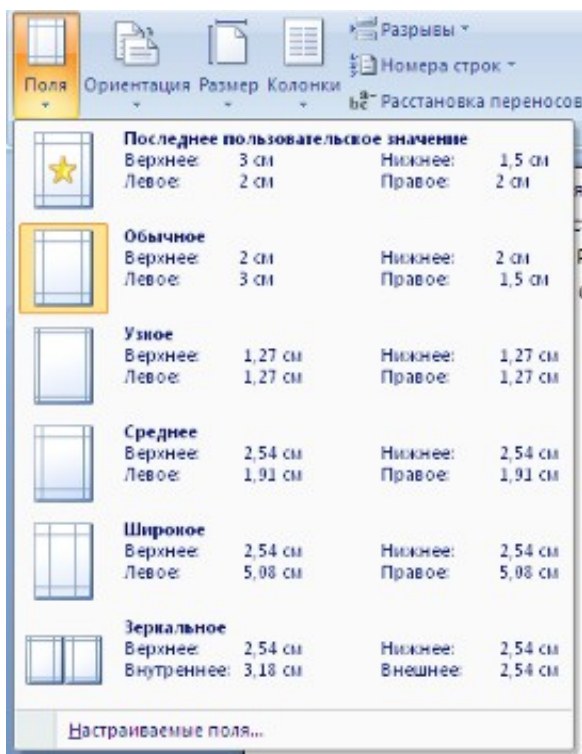 Поля Ориентация Размер Колонки
Разрывы
Номера строк
Расстановка переносов
Последнее пользовательское значение
Верхнее: 3 см Нижнее: 1,5 см
Левое: 2 см Правое: 2 см
Обычное
Верхнее: 2 см Нижнее: 2 см
Левое: 3 см Правое: 1,5 см
Узкое
Верхнее: 1,27 см Нижнее: 1,27 см
Левое: 1,27 см Правое: 1,27 см
Среднее
Верхнее: 2,54 см Нижнее: 2,54 см
Левое: 1,91 см Правое: 1,91 см
Широкое
Верхнее: 2,54 см Нижнее: 2,54 см
Левое: 5,08 см Правое: 5,08 см
Зеркальное
Верхнее: 2,54 см Нижнее: 2,54 см
Внутреннее: 3,18 см Внешнее: 2,54 см
Настраиваемые поля...